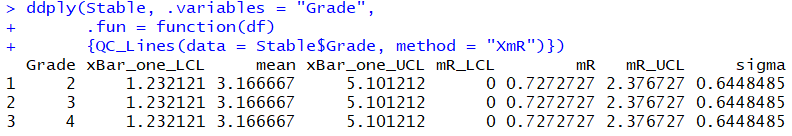 > ddply(Stable, .variables = "Grade",
+       .fun = function(df)
+       {QC_Lines(data = Stable$Grade, method = "XmR")})
  Grade xBar_one_LCL     mean xBar_one_UCL mR_LCL        mR   mR_UCL     sigma
1     2     1.232121 3.166667     5.101212      0 0.7272727 2.376727 0.6448485
2     3     1.232121 3.166667     5.101212      0 0.7272727 2.376727 0.6448485
3     4     1.232121 3.166667     5.101212      0 0.7272727 2.376727 0.6448485